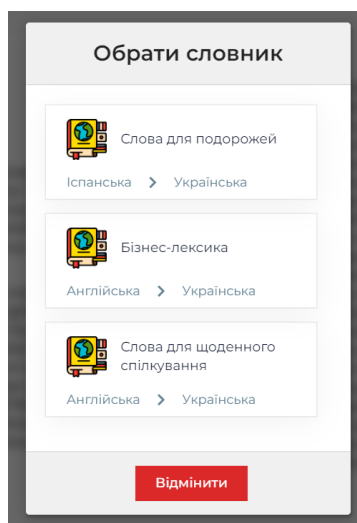 Обрати словник
Слова для подорожей
Іспанська > Українська
Бізнес-лексика
Англійська > Українська
Слова для щоденного
спілкування
Англійська > Українська
Відмінити